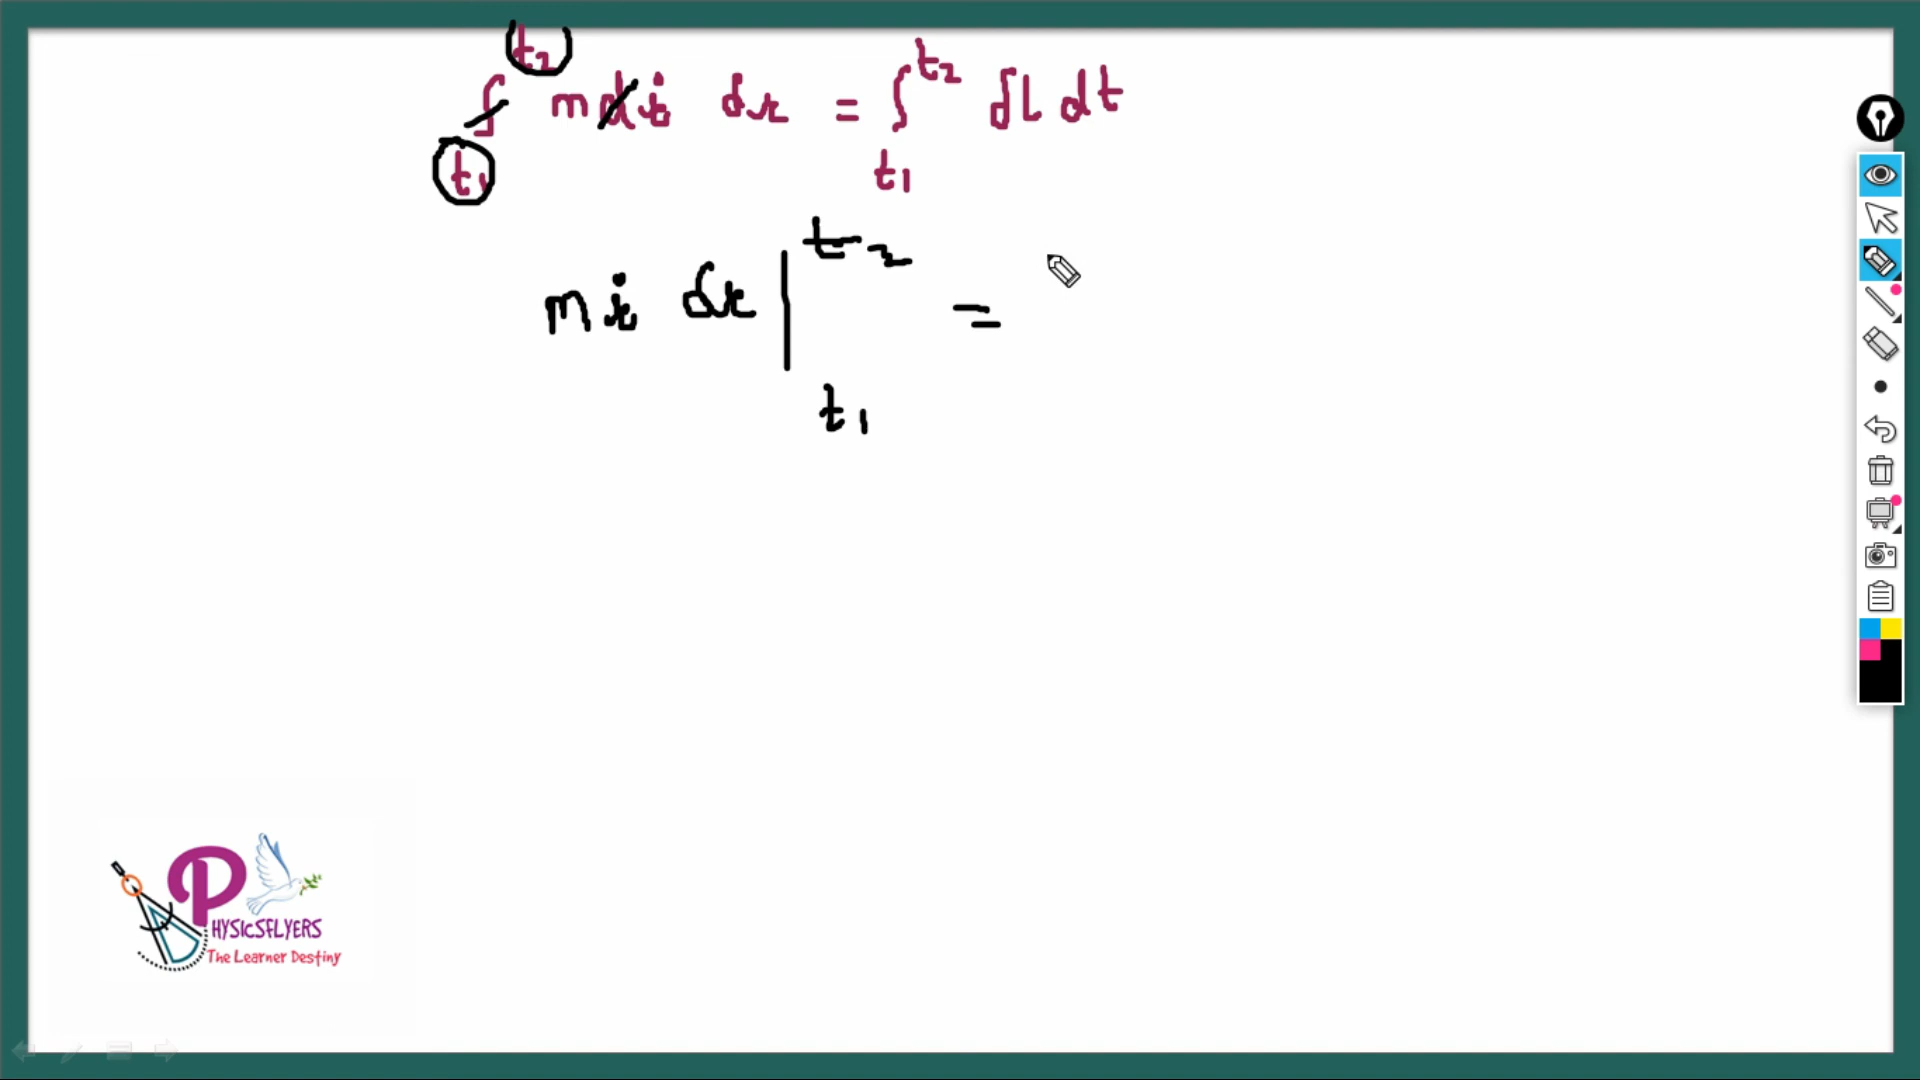 ∫_{t1}^{t2} m d ẋ δx = ∫_{t1}^{t2} δL dt
m ẋ δx |_{t1}^{t2} =
PHYSICSFLYERS
The Learner Destiny